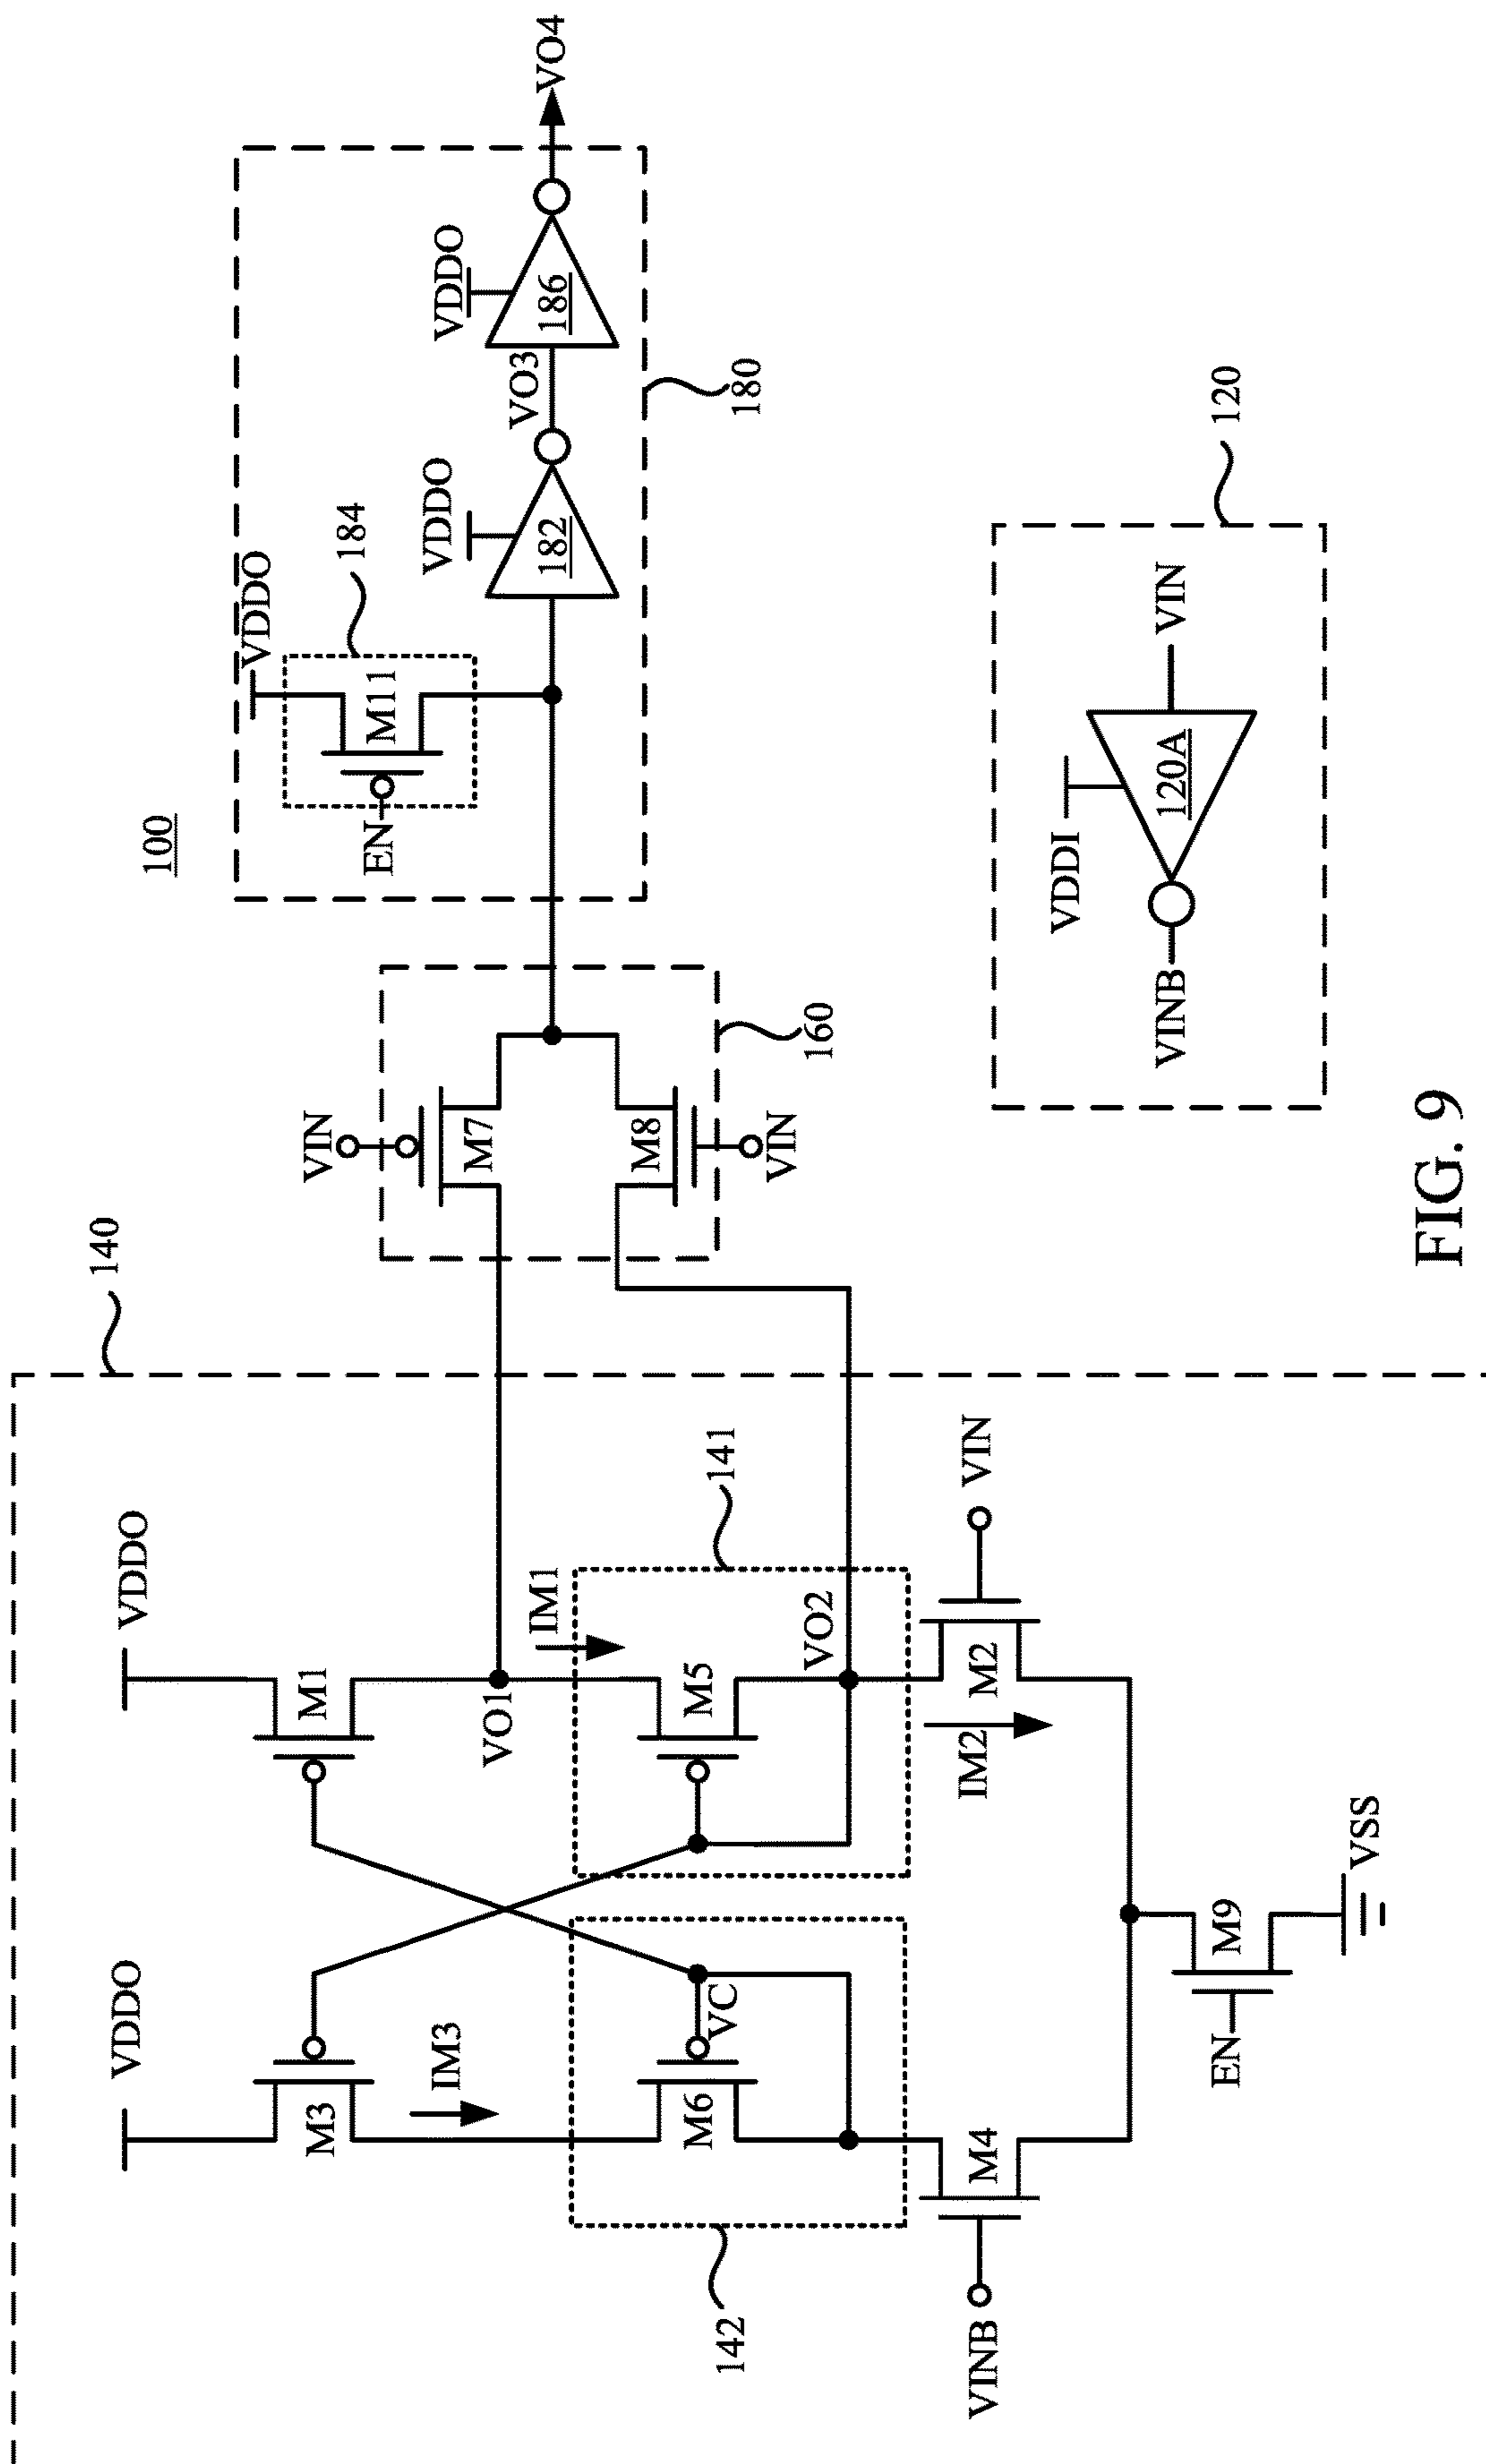 100
140
VDDO
VDDO
M3
M1
IM3
VO1
IM1
142
M6
VC
M5
141
VO2
VINB
M4
IM2
M2
VIN
EN
M9
VSS
VIN
M7
M8
VIN
160
VDDO
184
EN
M11
VDDO
182
VO3
VDDO
186
VO4
180
120
VDDI
VINB
120A
VIN
FIG. 9